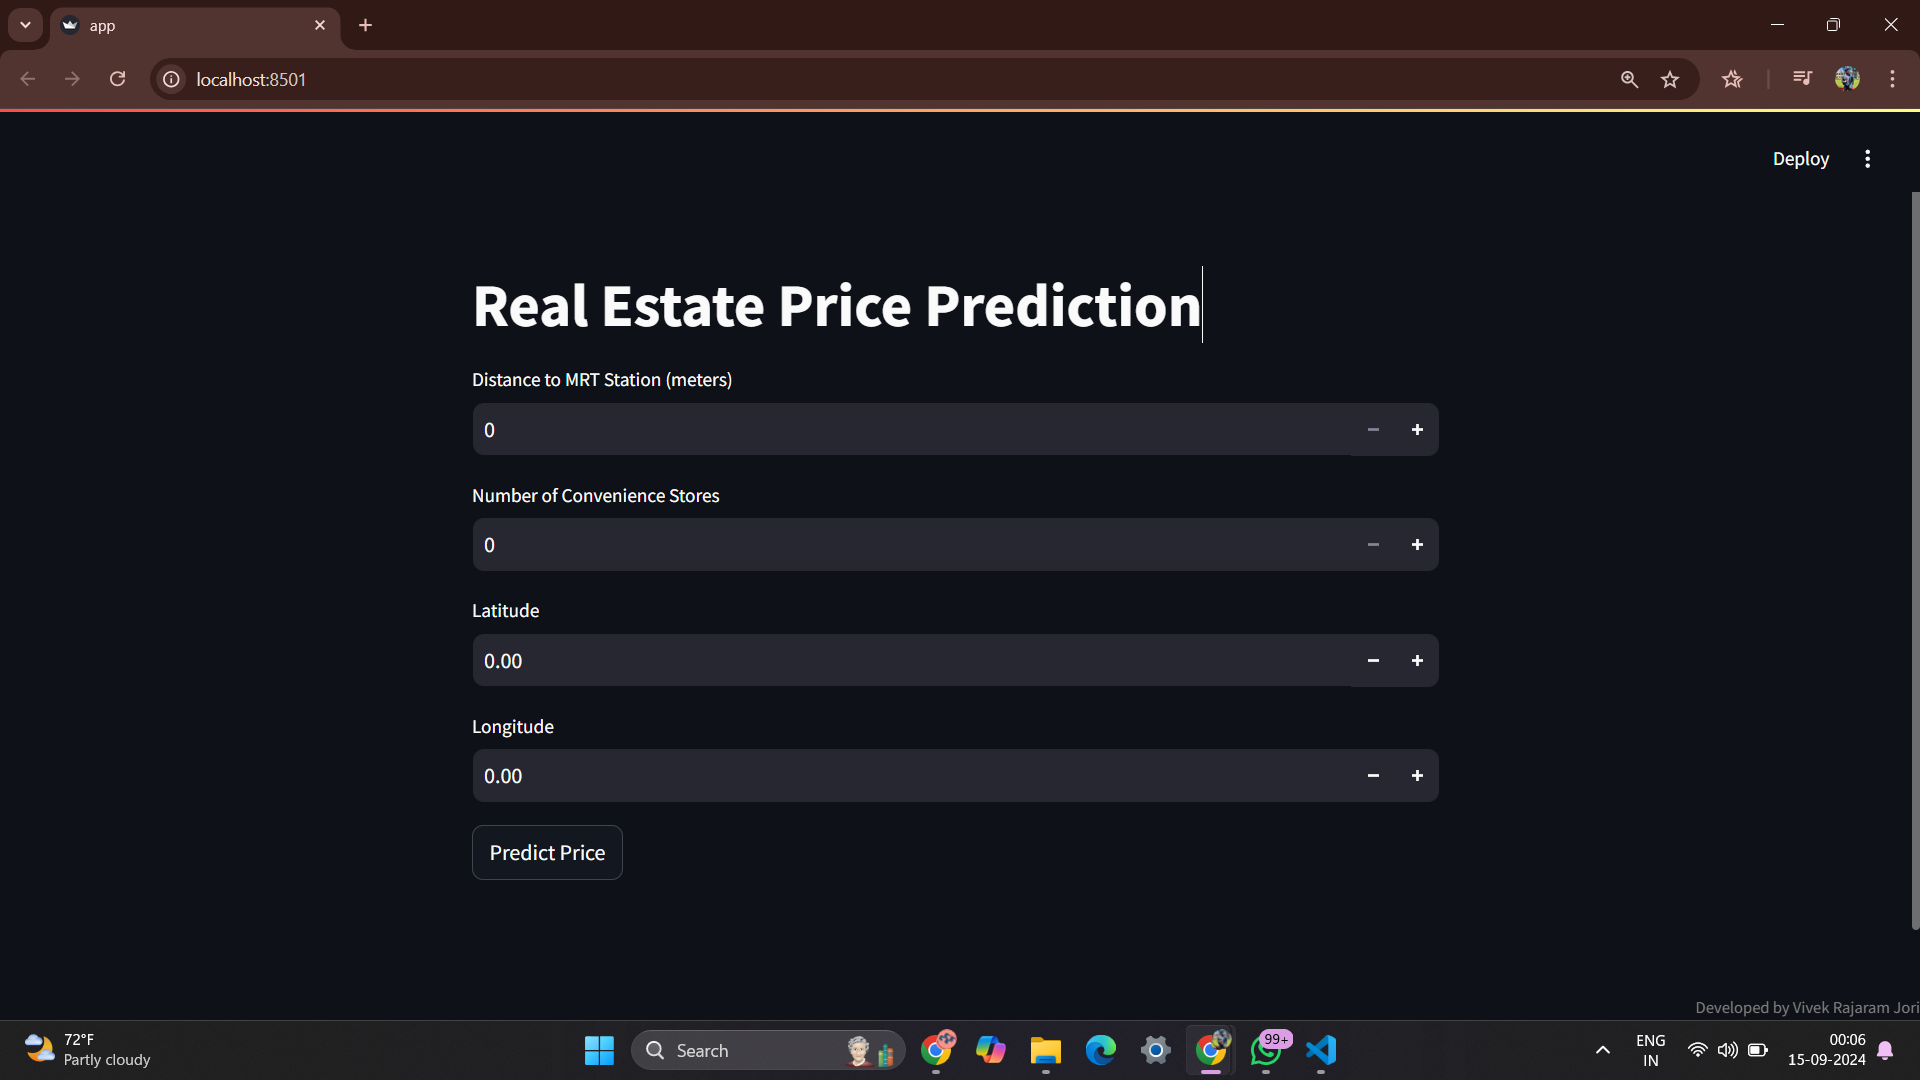 app
localhost:8501
Deploy
Real Estate Price Prediction
Distance to MRT Station (meters)
0
Number of Convenience Stores
0
Latitude
0.00
Longitude
0.00
Predict Price
Developed by Vivek Rajaram Jori
72°F
Partly cloudy
Search
99+
ENG
IN
00:06
15-09-2024